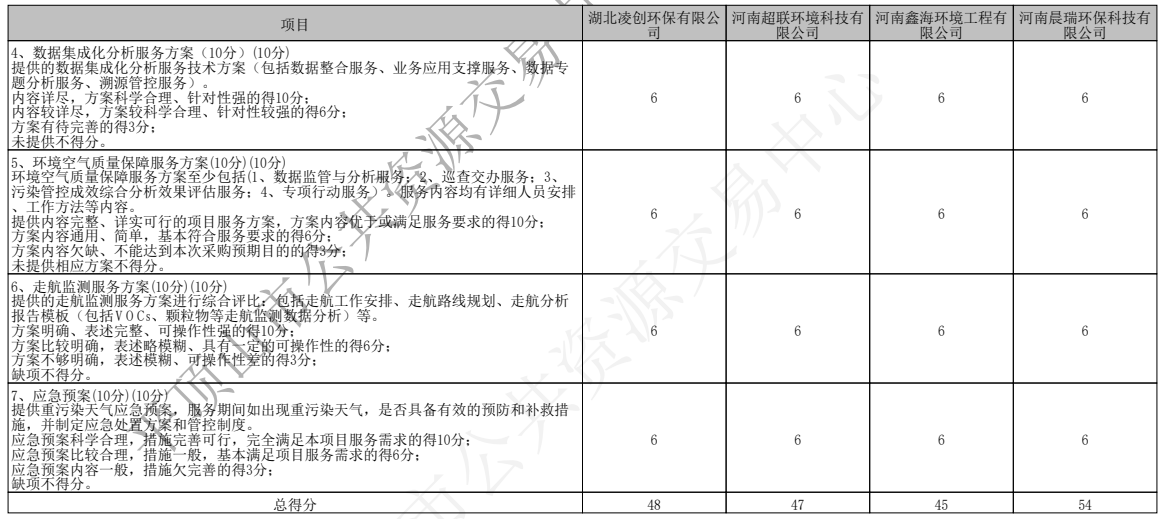 项目
湖北凌创环保有限公
司
河南超联环境科技有
限公司
河南鑫海环境工程有
限公司
河南晨瑞环保科技有
限公司
4、数据集成化分析服务方案（10分）(10分)
提供的数据集成化分析服务技术方案（包括数据整合服务、业务应用支撑服务、数据专
题分析服务、溯源管控服务）。
内容详尽，方案科学合理、针对性强的得10分；
内容较详尽，方案较科学合理、针对性较强的得6分；
方案有待完善的得3分；
未提供不得分。
6
6
6
6
5、环境空气质量保障服务方案(10分)(10分)
环境空气质量保障服务方案至少包括(1、数据监管与分析服务；2、巡查交办服务；3、
污染管控成效综合分析效果评估服务；4、专项行动服务）。服务内容均有详细人员安排
、工作方法等内容。
提供内容完整、详实可行的项目服务方案，方案内容优于或满足服务要求的得10分；
方案内容通用、简单，基本符合服务要求的得6分；
方案内容欠缺、不能达到本次采购预期目的的得3分；
未提供相应方案不得分。
6
6
6
6
6、走航监测服务方案(10分)(10分)
提供的走航监测服务方案进行综合评比：包括走航工作安排、走航路线规划、走航分析
报告模板（包括VOCs、颗粒物等走航监测数据分析）等。
方案明确、表述完整、可操作性强的得10分；
方案比较明确，表述略模糊、具有一定的可操作性的得6分；
方案不够明确，表述模糊、可操作性差的得3分；
缺项不得分。
6
6
6
6
7、应急预案(10分)(10分)
提供重污染天气应急预案，服务期间如出现重污染天气，是否具备有效的预防和补救措
施，并制定应急处置方案和管控制度。
应急预案科学合理，措施完善可行，完全满足本项目服务需求的得10分；
应急预案比较合理，措施一般，基本满足项目服务需求的得6分；
应急预案内容一般，措施欠完善的得3分；
缺项不得分。
6
6
6
6
总得分
48
47
45
54
平顶山市公共资源交易中心
市公共资源交易中心